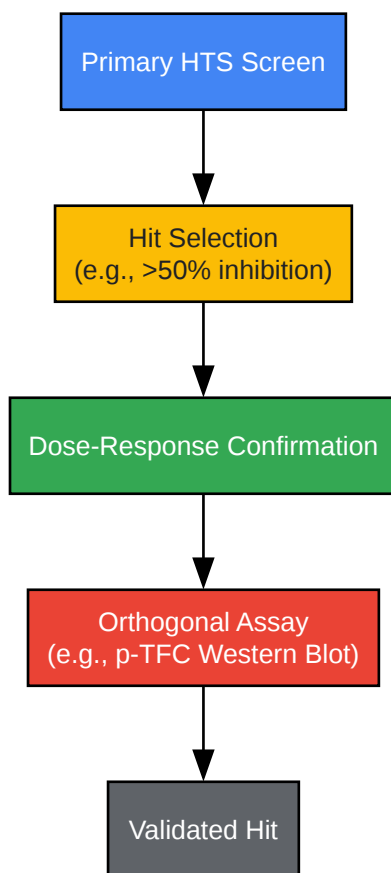 Primary HTS Screen
Hit Selection
(e.g., >50% inhibition)
Dose-Response Confirmation
Orthogonal Assay
(e.g., p-TFC Western Blot)
Validated Hit